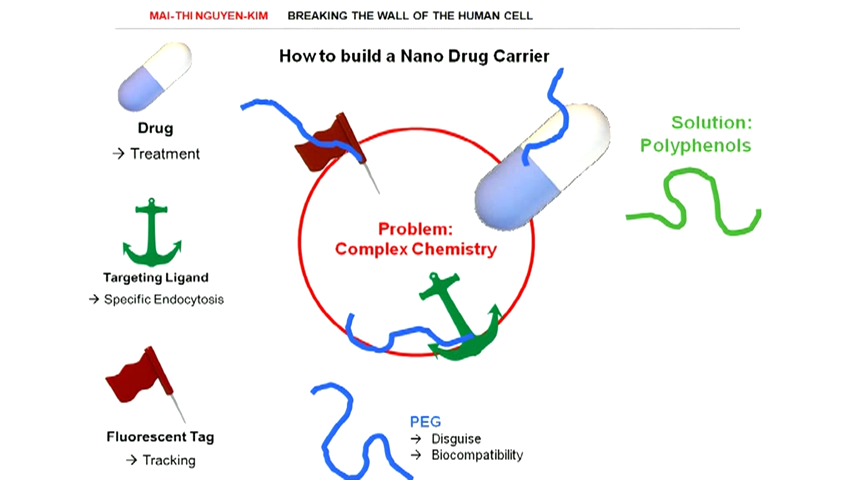 MAI-THI NGUYEN-KIM BREAKING THE WALL OF THE HUMAN CELL
How to build a Nano Drug Carrier
Drug
→ Treatment
Targeting Ligand
→ Specific Endocytosis
Fluorescent Tag
→ Tracking
Problem:
Complex Chemistry
PEG
→ Disguise
→ Biocompatibility
Solution:
Polyphenols